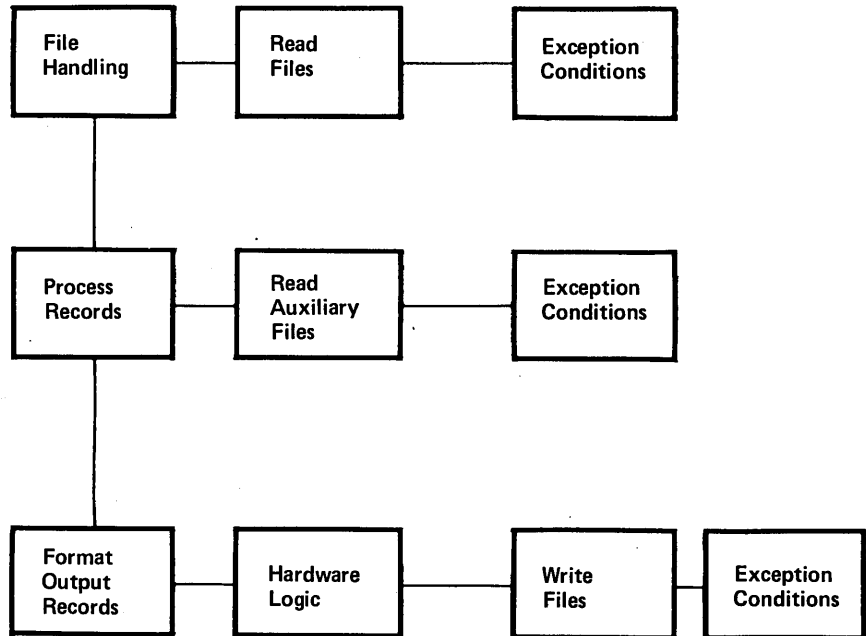 File
Handling
Read
Files
Exception
Conditions
Process
Records
Read
Auxiliary
Files
Exception
Conditions
Format
Output
Records
Hardware
Logic
Write
Files
Exception
Conditions